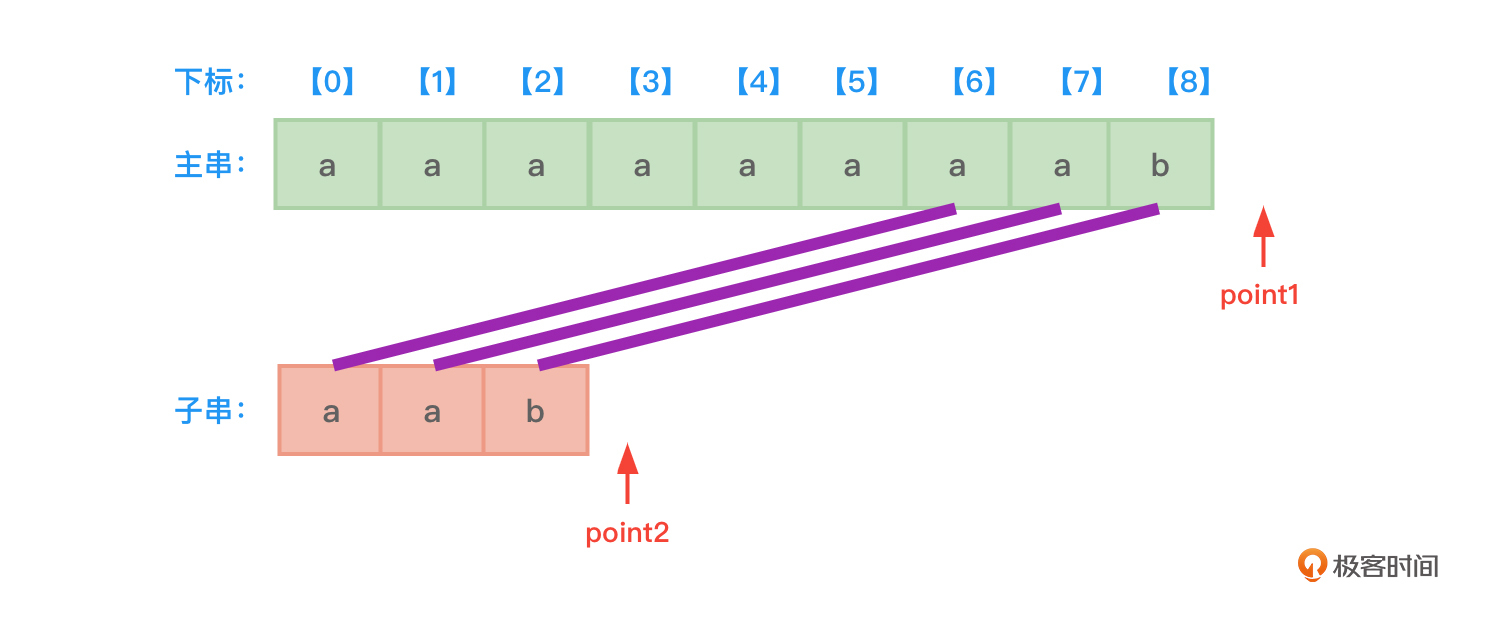 下标： 【0】 【1】 【2】 【3】 【4】 【5】 【6】 【7】 【8】
主串： a a a a a a a a b
point1
子串： a a b
point2
极客时间